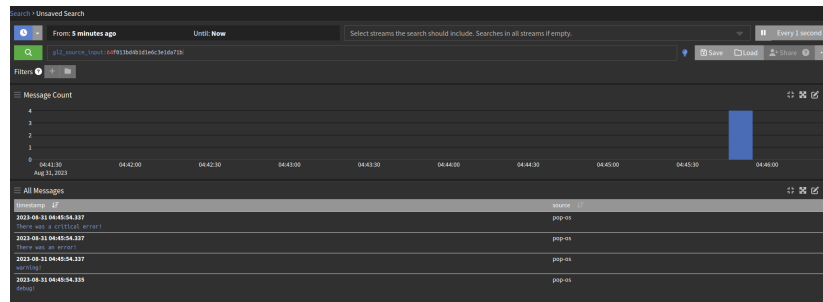 Search > Unsaved Search
From: 5 minutes ago Until: Now Select streams the search should include. Searches in all streams if empty. Every 1 second
gl2_source_input:64f013bd4b1d1e6c3e1da71b Save Load Share
Filters
Message Count
4
3
2
1
0
04:41:30 04:42:00 04:42:30 04:43:00 04:43:30 04:44:00 04:44:30 04:45:00 04:45:30 04:46:00
Aug 31, 2023
All Messages
timestamp source
2023-08-31 04:45:54.337 pop-os
There was a critical error!
2023-08-31 04:45:54.337 pop-os
There was an error!
2023-08-31 04:45:54.337 pop-os
warning!
2023-08-31 04:45:54.335 pop-os
debug!